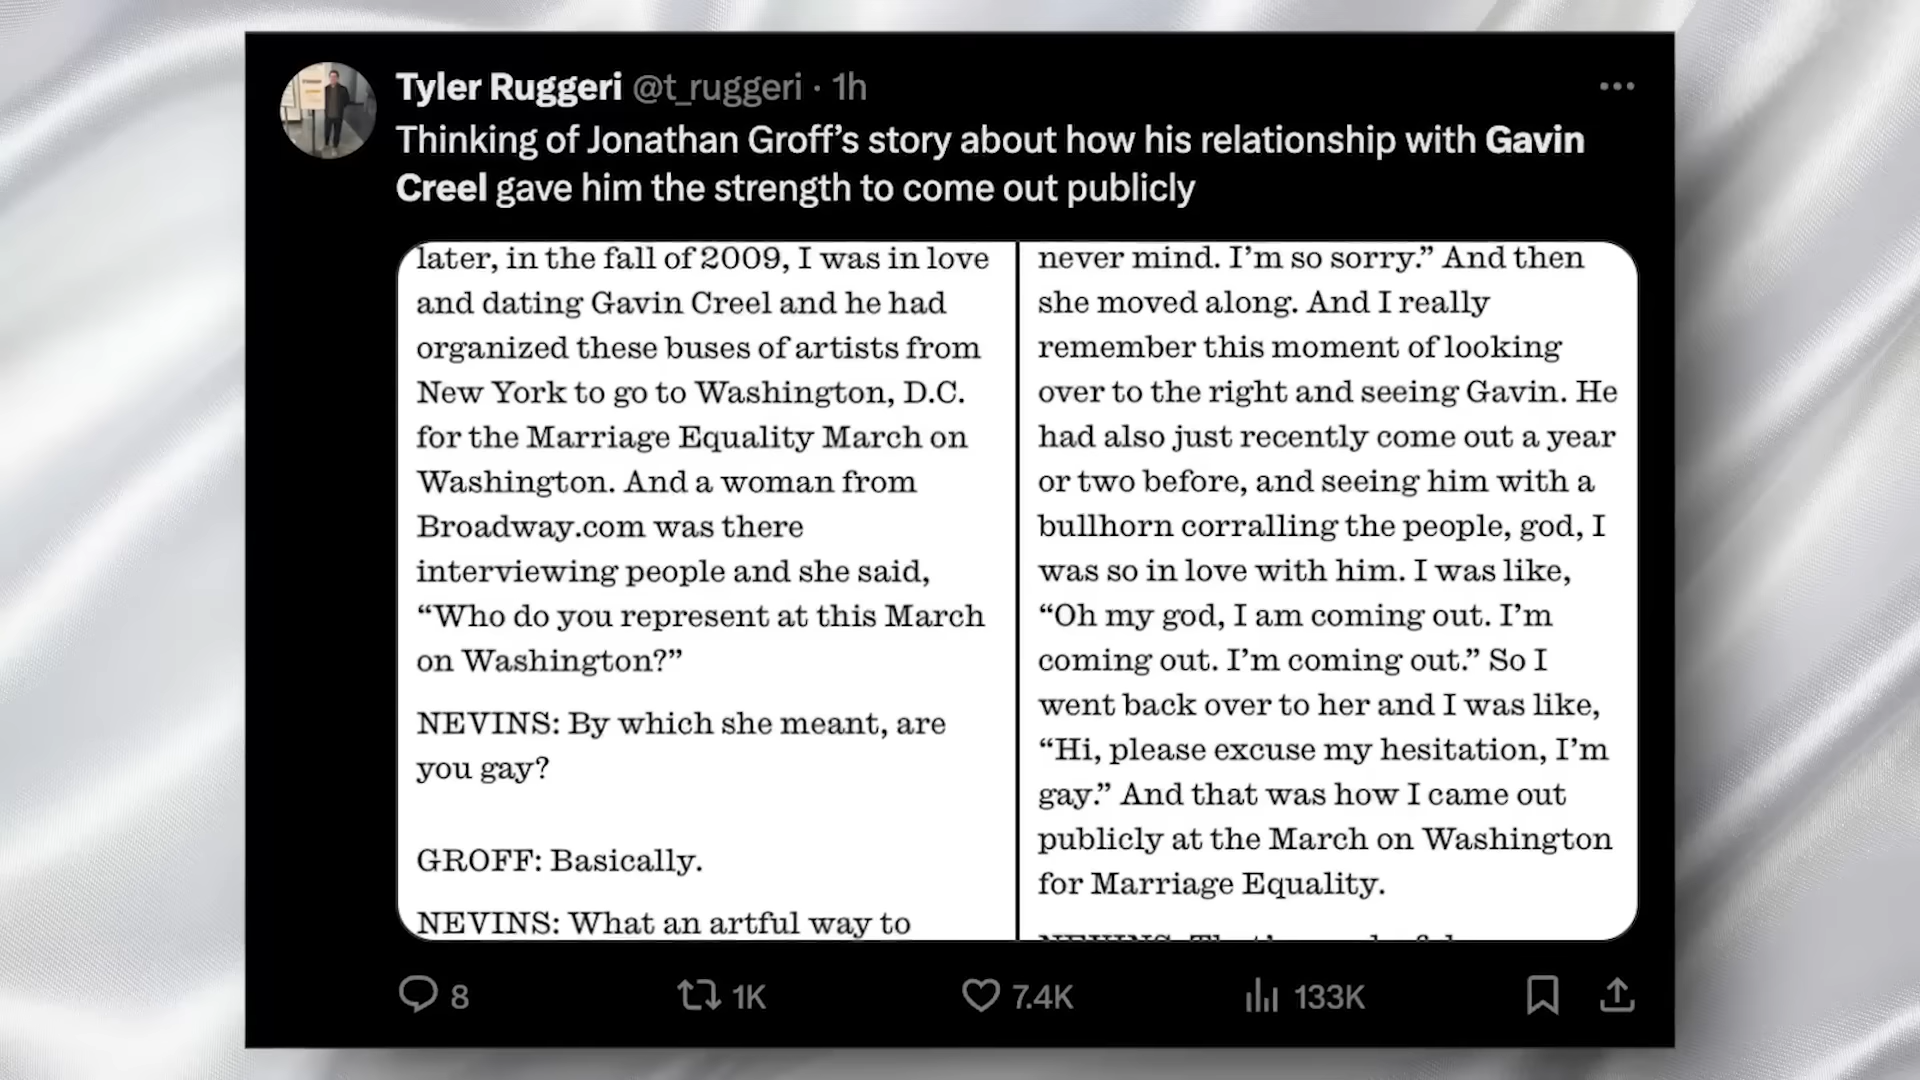 Tyler Ruggeri @t_ruggeri · 1h
Thinking of Jonathan Groff’s story about how his relationship with Gavin
Creel gave him the strength to come out publicly
later, in the fall of 2009, I was in love
and dating Gavin Creel and he had
organized these buses of artists from
New York to go to Washington, D.C.
for the Marriage Equality March on
Washington. And a woman from
Broadway.com was there
interviewing people and she said,
“Who do you represent at this March
on Washington?”
NEVINS: By which she meant, are
you gay?
GROFF: Basically.
NEVINS: What an artful way to
never mind. I’m so sorry.” And then
she moved along. And I really
remember this moment of looking
over to the right and seeing Gavin. He
had also just recently come out a year
or two before, and seeing him with a
bullhorn corralling the people, god, I
was so in love with him. I was like,
“Oh my god, I am coming out. I’m
coming out. I’m coming out.” So I
went back over to her and I was like,
“Hi, please excuse my hesitation, I’m
gay.” And that was how I came out
publicly at the March on Washington
for Marriage Equality.
8
1K
7.4K
133K